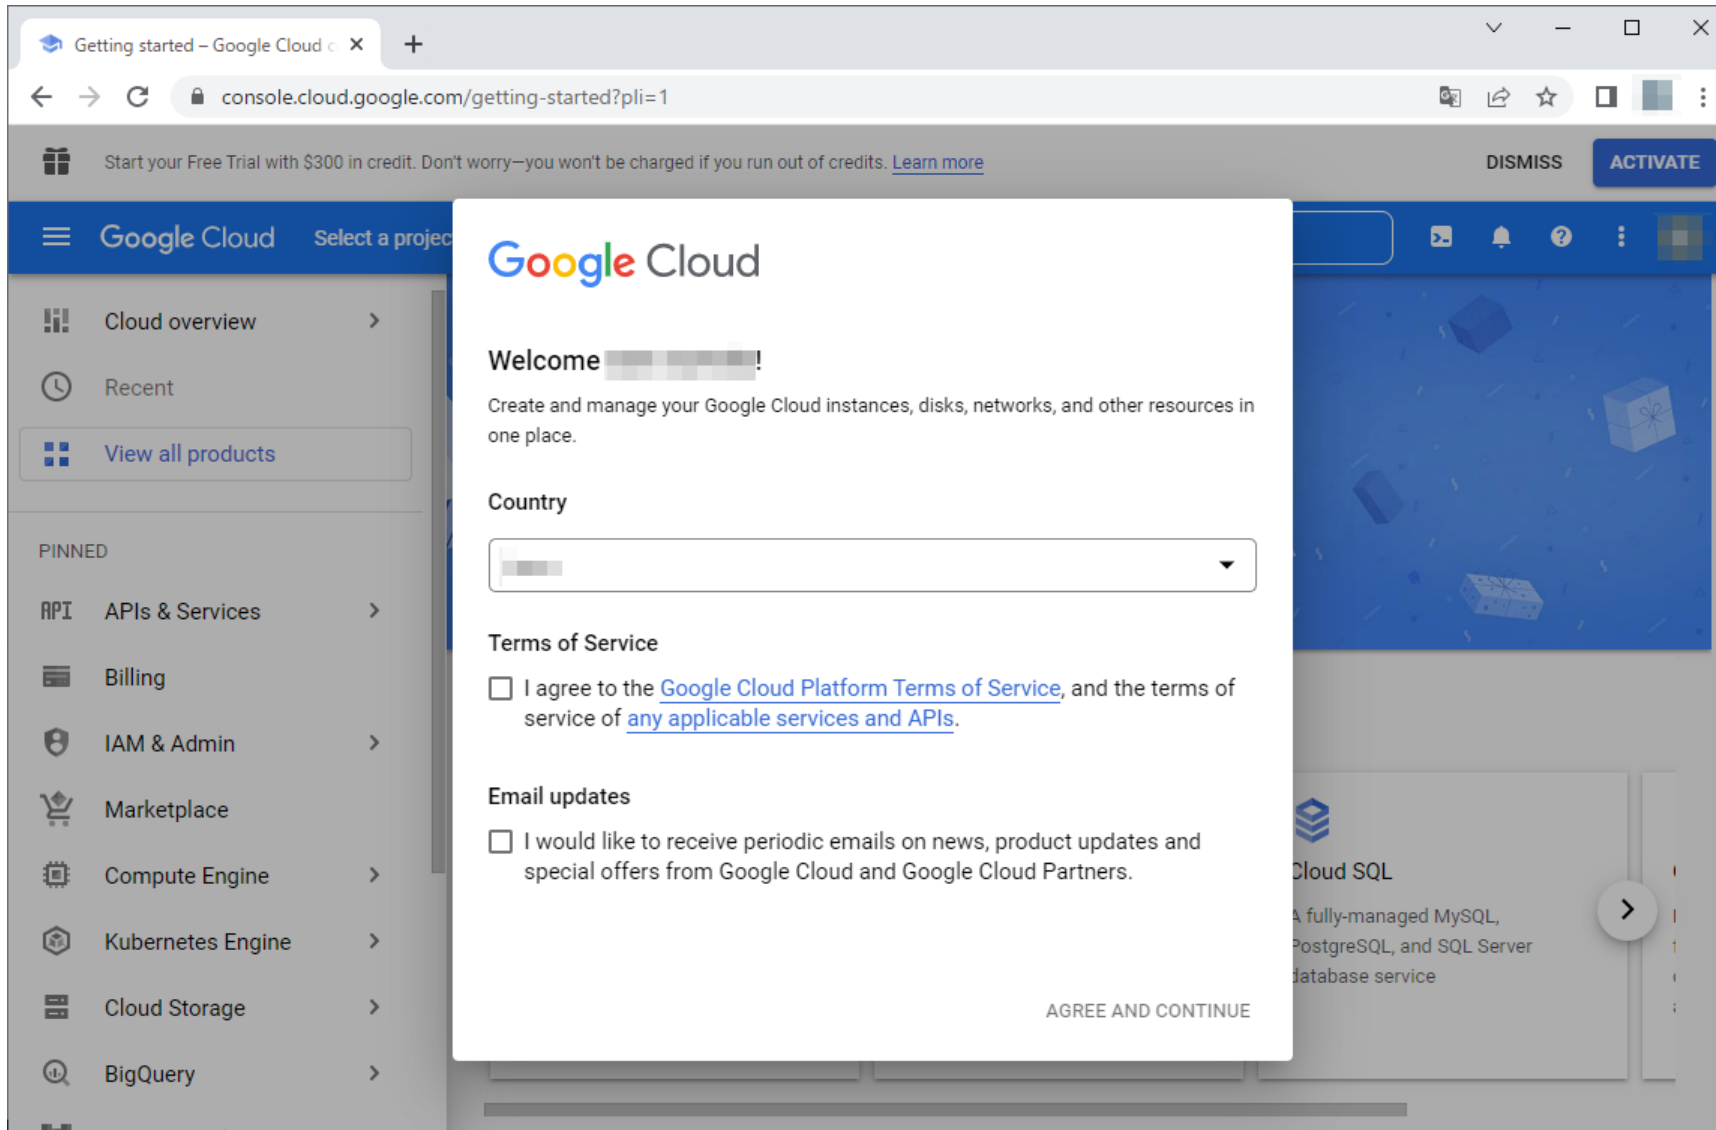 Getting started – Google Cloud c
console.cloud.google.com/getting-started?pli=1
Start your Free Trial with $300 in credit. Don't worry—you won't be charged if you run out of credits. Learn more
DISMISS
ACTIVATE
Google Cloud
Select a projec
Cloud overview
Recent
View all products
PINNED
API
APIs & Services
Billing
IAM & Admin
Marketplace
Compute Engine
Kubernetes Engine
Cloud Storage
BigQuery
Google Cloud
Welcome !
Create and manage your Google Cloud instances, disks, networks, and other resources in
one place.
Country
Terms of Service
I agree to the Google Cloud Platform Terms of Service, and the terms of
service of any applicable services and APIs.
Email updates
I would like to receive periodic emails on news, product updates and
special offers from Google Cloud and Google Cloud Partners.
AGREE AND CONTINUE
Cloud SQL
A fully-managed MySQL,
PostgreSQL, and SQL Server
database service